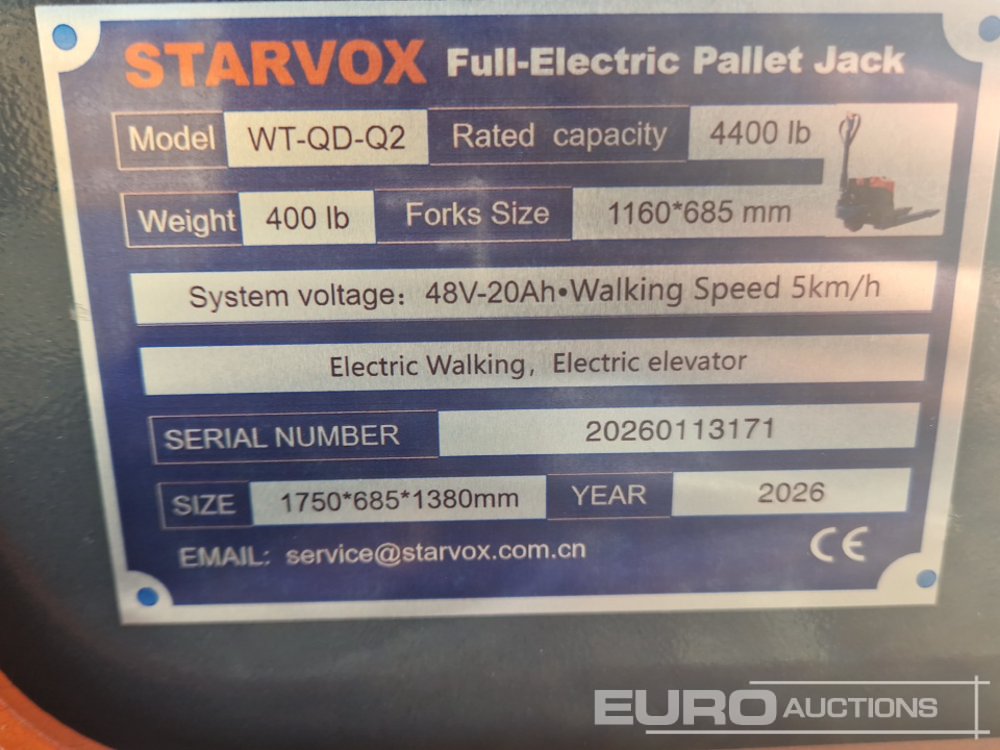 STARVOX Full-Electric Pallet Jack
Model WT-QD-Q2 Rated capacity 4400 lb
Weight 400 lb Forks Size 1160*685 mm
System voltage: 48V-20Ah•Walking Speed 5km/h
Electric Walking, Electric elevator
SERIAL NUMBER 20260113171
SIZE 1750*685*1380mm YEAR 2026
EMAIL: service@starvox.com.cn CE
EURO AUCTIONS